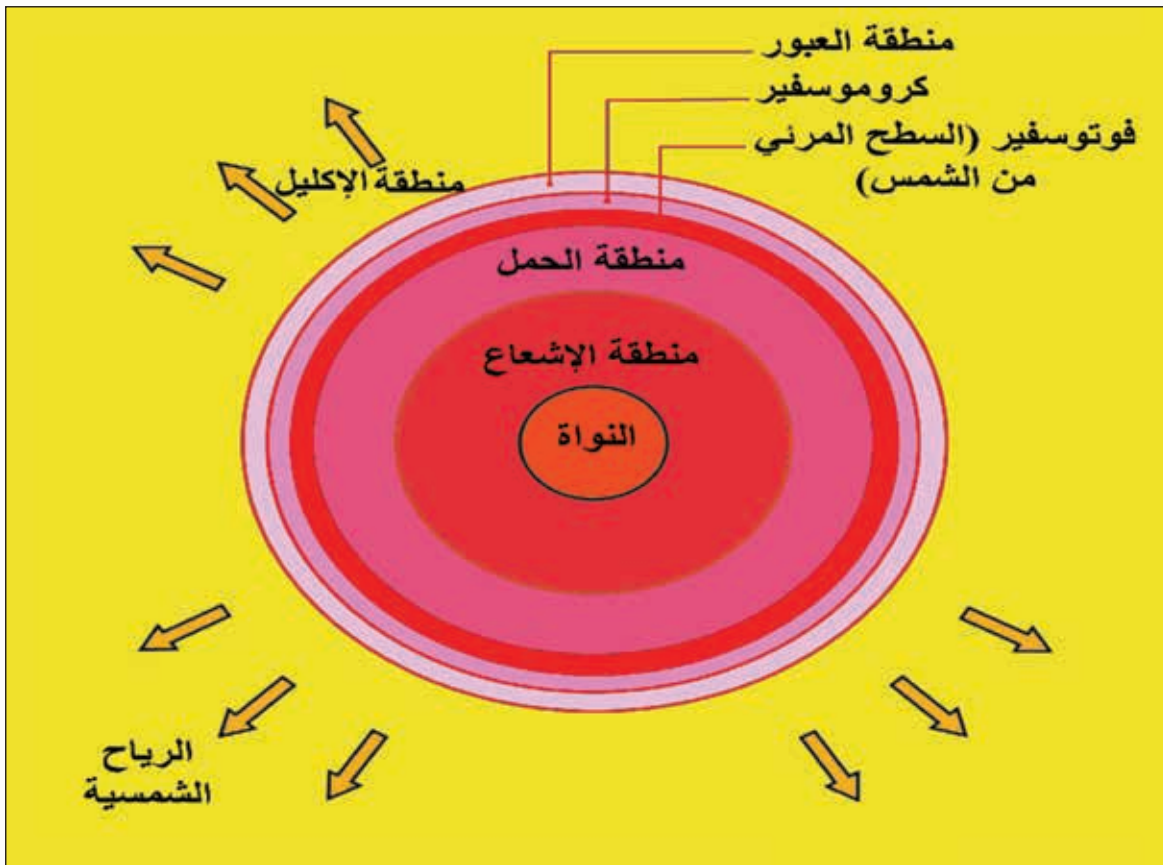 منطقة العبور
كروموسفير
فوتوسفير (السطح المرئي
من الشمس)
منطقة الإكليل
منطقة الحمل
منطقة الإشعاع
النواة
الرياح
الشمسية